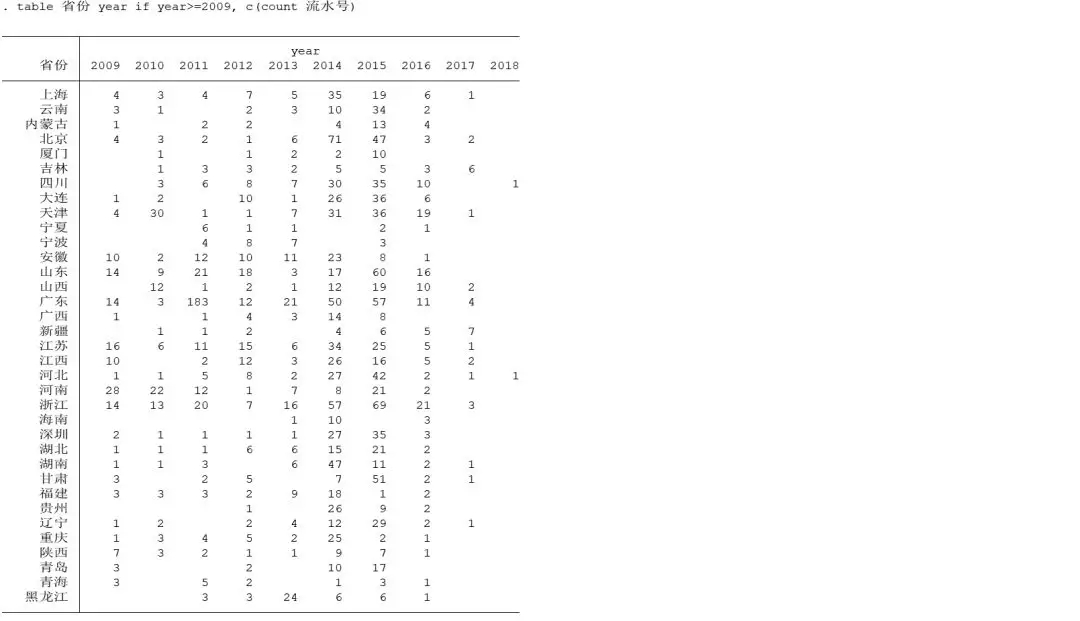 . table 省份 year if year>=2009, c(count 流水号)
year
省份 2009 2010 2011 2012 2013 2014 2015 2016 2017 2018
上海 4 3 4 7 5 35 19 6 1
云南 3 1 2 3 10 34 2
内蒙古 1 2 2 4 13 4
北京 4 3 2 1 6 71 47 3 2
厦门 1 1 2 2 10
吉林 1 3 3 2 5 5 3 6
四川 3 6 8 7 30 35 10 1
大连 1 2 10 1 26 36 6
天津 4 30 1 1 7 31 36 19 1
宁夏 6 1 1 2 1
宁波 4 8 7 3
安徽 10 2 12 10 11 23 8 1
山东 14 9 21 18 3 17 60 16
山西 12 1 2 1 12 19 10 2
广东 14 3 183 12 21 50 57 11 4
广西 1 1 4 3 14 8
新疆 1 1 2 4 6 5 7
江苏 16 6 11 15 6 34 25 5 1
江西 10 2 12 3 26 16 5 2
河北 1 1 5 8 2 27 42 2 1 1
河南 28 22 12 1 7 8 21 2
浙江 14 13 20 7 16 57 69 21 3
海南 1 10 3
深圳 2 1 1 1 1 27 35 3
湖北 1 1 1 6 6 15 21 2
湖南 1 1 3 6 47 11 2 1
甘肃 3 2 5 7 51 2 1
福建 3 3 3 2 9 18 1 2
贵州 1 26 9 2
辽宁 1 2 2 4 12 29 2 1
重庆 1 3 4 5 2 25 2 1
陕西 7 3 2 1 1 9 7 1
青岛 3 2 10 17
青海 3 5 2 1 3 1
黑龙江 3 3 24 6 6 1